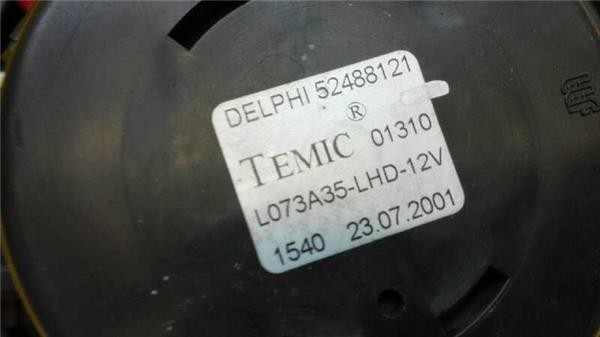 DELPHI 52488121
TEMIC ® 01310
L073A35-LHD-12V
1540 23.07.2001